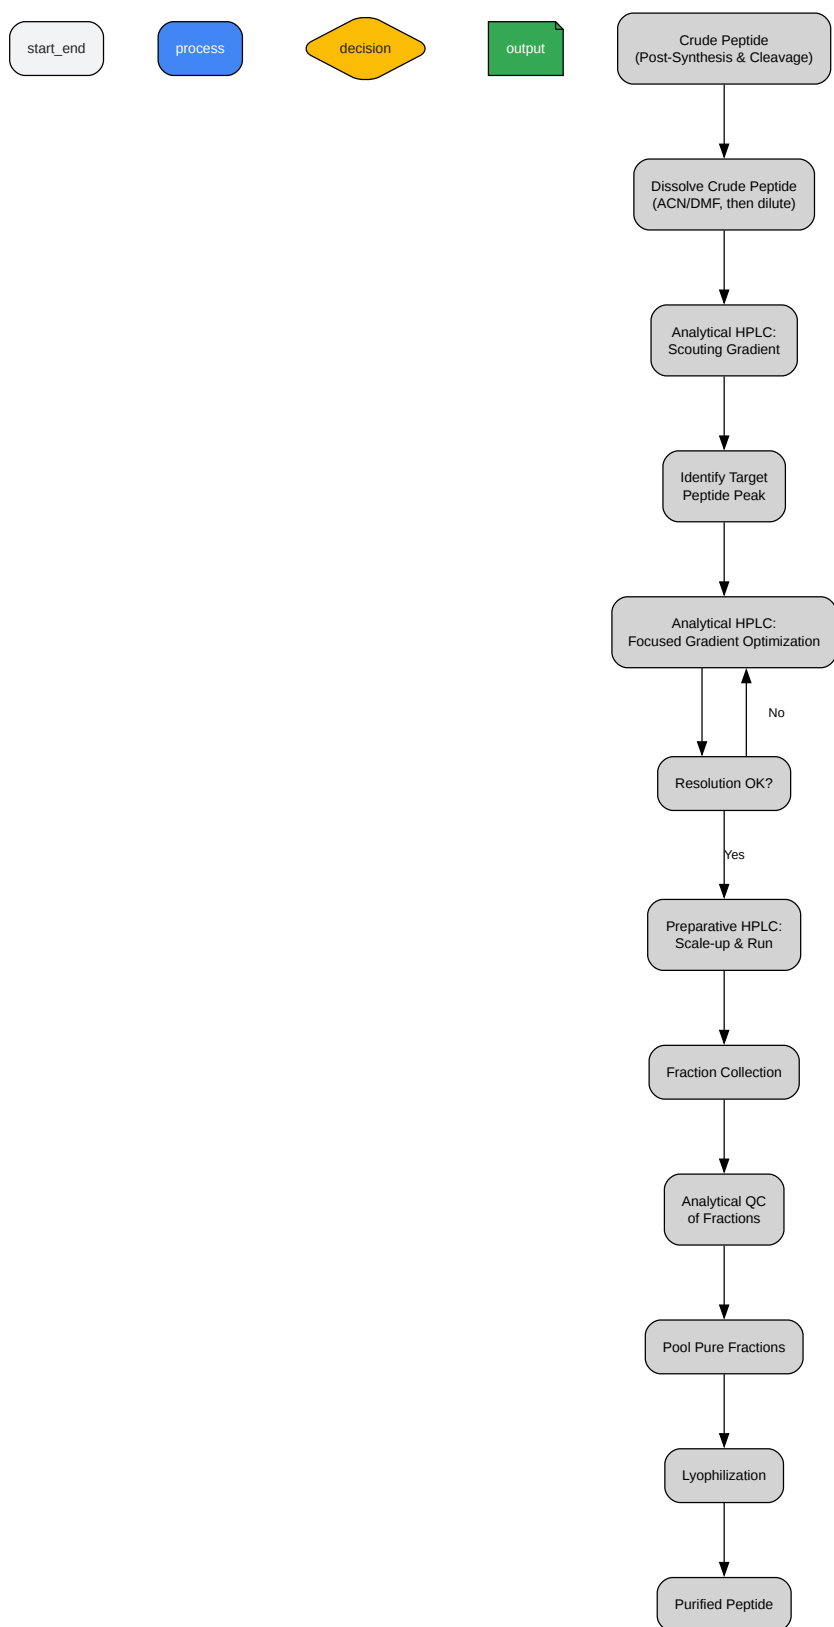 start_end
process
decision
output
Crude Peptide
(Post-Synthesis & Cleavage)
Dissolve Crude Peptide
(ACN/DMF, then dilute)
Analytical HPLC:
Scouting Gradient
Identify Target
Peptide Peak
Analytical HPLC:
Focused Gradient Optimization
No
Resolution OK?
Yes
Preparative HPLC:
Scale-up & Run
Fraction Collection
Analytical QC
of Fractions
Pool Pure Fractions
Lyophilization
Purified Peptide